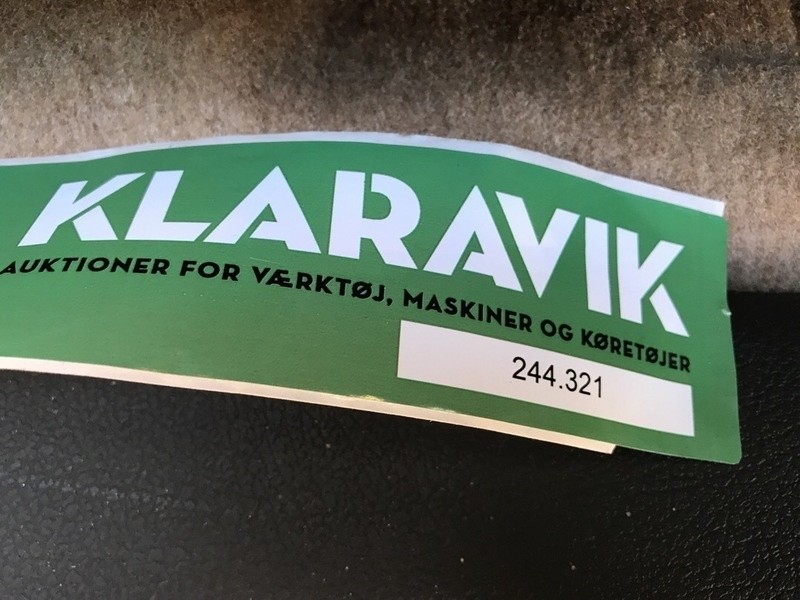 KLARAVIK
AUKTIONER FOR VÆRKTØJ, MASKINER OG KØRETØJER
244.321